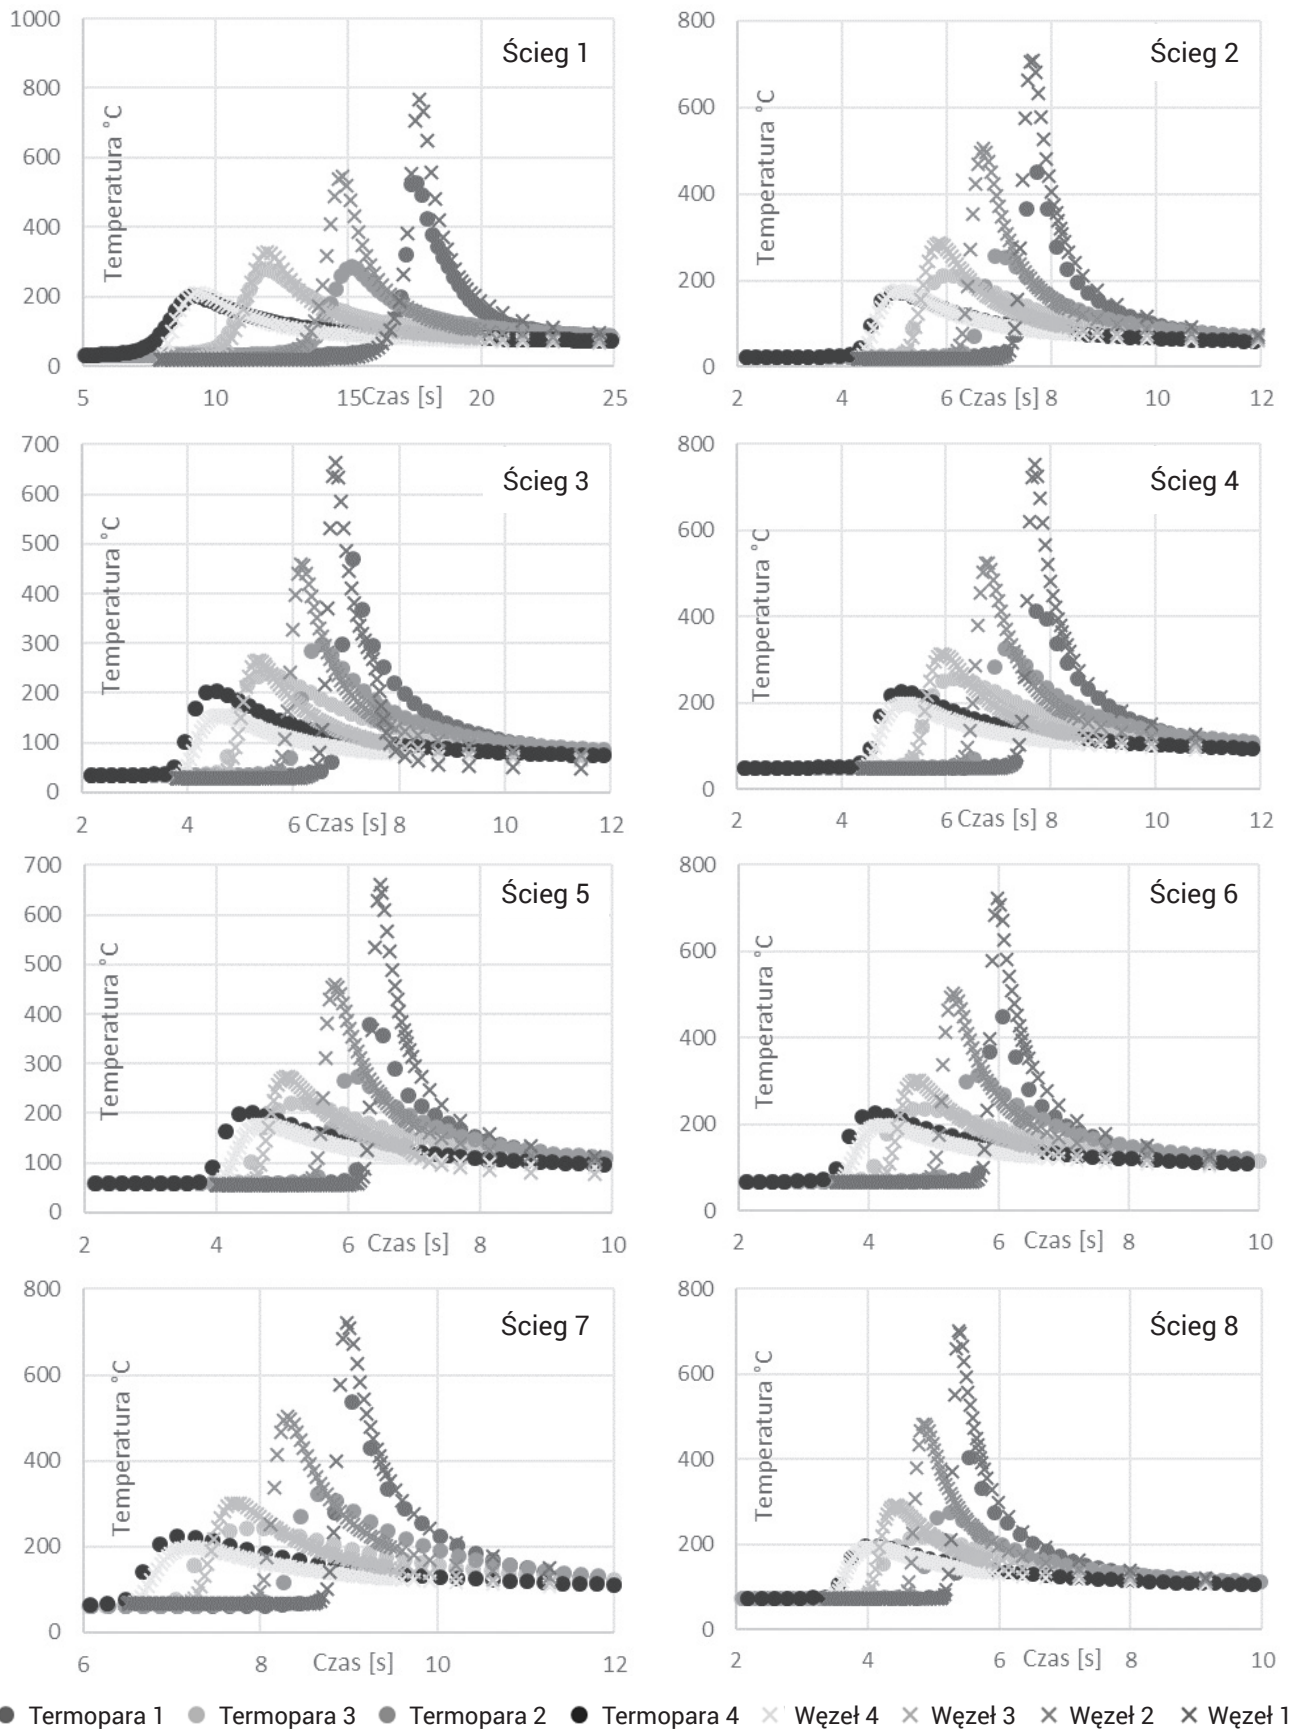 Ścieg 1
1000
800
600
400
200
0
Temperatura °C
5 10 15 Czas [s] 20 25
Ścieg 2
800
600
400
200
0
Temperatura °C
2 4 6 Czas [s] 8 10 12
Ścieg 3
700
600
500
400
300
200
100
0
Temperatura °C
2 4 6 Czas [s] 8 10 12
Ścieg 4
800
600
400
200
0
Temperatura °C
2 4 6 Czas [s] 8 10 12
Ścieg 5
700
600
500
400
300
200
100
0
Temperatura °C
2 4 6 Czas [s] 8 10
Ścieg 6
800
600
400
200
0
Temperatura °C
2 4 6 Czas [s] 8 10
Ścieg 7
800
600
400
200
0
Temperatura °C
6 8 Czas [s] 10 12
Ścieg 8
800
600
400
200
0
Temperatura °C
2 4 6 Czas [s] 8 10
Termopara 1 Termopara 3 Termopara 2 Termopara 4 Węzeł 4 Węzeł 3 Węzeł 2 Węzeł 1